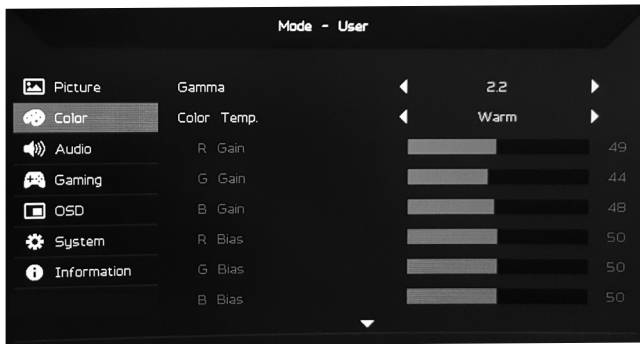 Mode - User
Picture
Gamma 2.2
Color
Color Temp. Warm
Audio
R Gain 49
Gaming
G Gain 44
OSD
B Gain 48
System
R Bias 50
Information
G Bias 50
B Bias 50